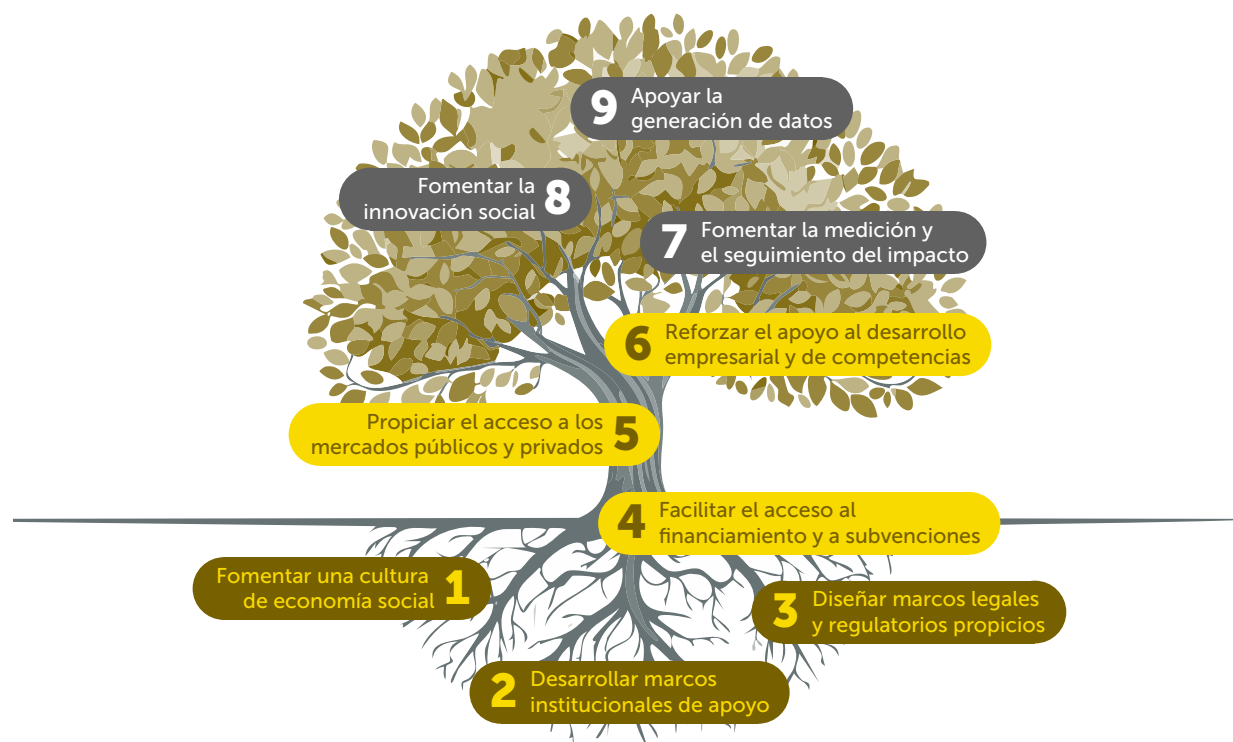 9
Apoyar la
generación de datos
Fomentar la
innovación social
8
7
Fomentar la medición y
el seguimiento del impacto
6
Reforzar el apoyo al desarrollo
empresarial y de competencias
Propiciar el acceso a los
mercados públicos y privados
5
4
Facilitar el acceso al
financiamiento y a subvenciones
Fomentar una cultura
de economía social
1
3
Diseñar marcos legales
y regulatorios propicios
2
Desarrollar marcos
institucionales de apoyo